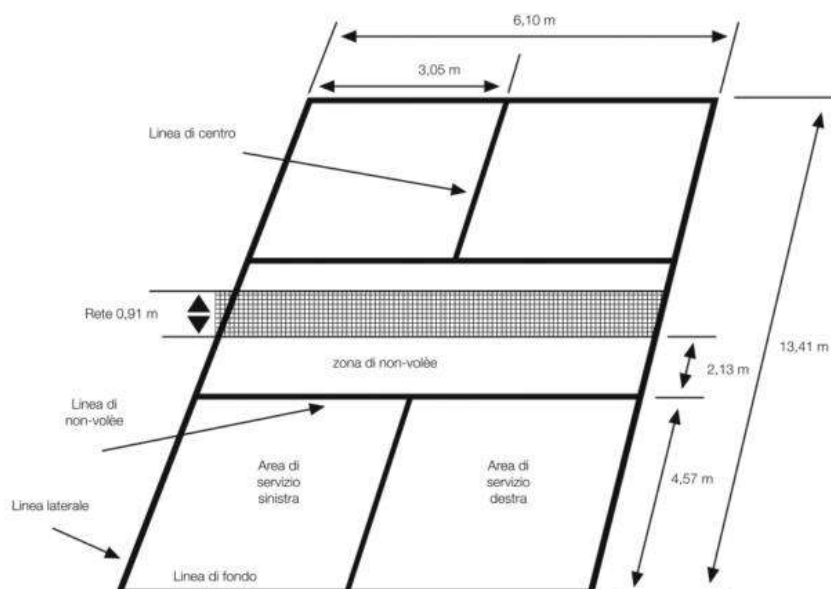 6,10 m
3,05 m
Linea di centro
Rete 0,91 m
13,41 m
zona di non-volèe
2,13 m
Linea di
non-volèe
Area di
servizio
sinistra
Area di
servizio
destra
4,57 m
Linea laterale
Linea di fondo